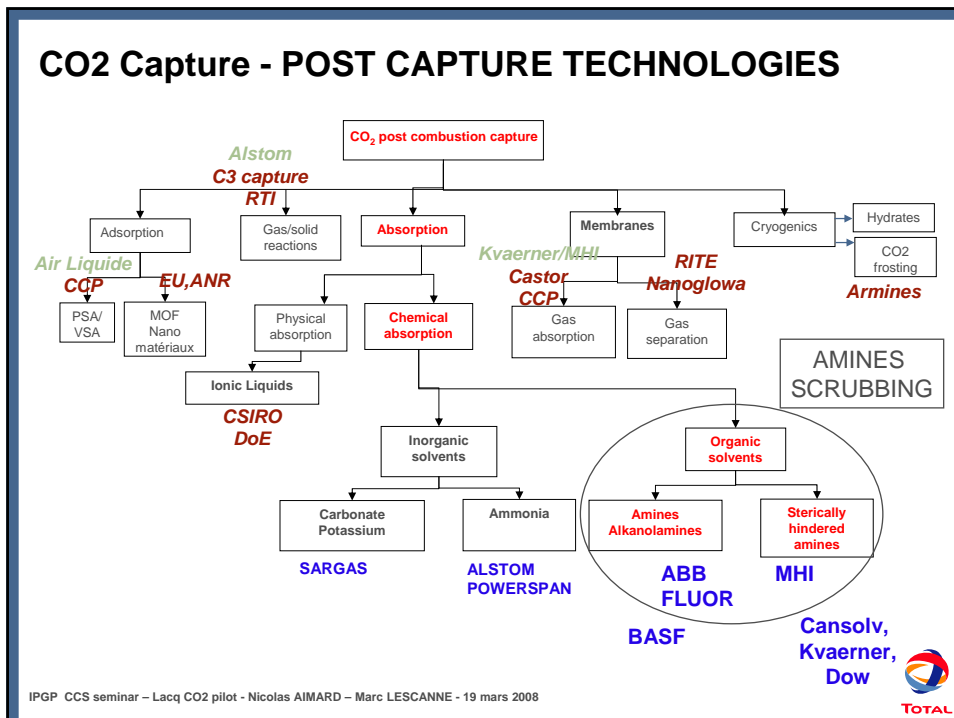 CO2 Capture - POST CAPTURE TECHNOLOGIES
CO2 post combustion capture
Alstom
C3 capture
RTI
Adsorption
Gas/solid
reactions
Absorption
Membranes
Cryogenics
Hydrates
CO2
frosting
Armines
Air Liquide
CCP
EU,ANR
Kvaerner/MHI
Castor
CCP
RITE
Nanoglowa
PSA/
VSA
MOF
Nano
matériaux
Physical
absorption
Chemical
absorption
Gas
absorption
Gas
separation
Ionic Liquids
CSIRO
DoE
AMINES
SCRUBBING
Inorganic
solvents
Organic
solvents
Carbonate
Potassium
Ammonia
Amines
Alkanolamines
Sterically
hindered
amines
SARGAS
ALSTOM
POWERSPAN
ABB
FLUOR
MHI
BASF
Cansolv,
Kvaerner,
Dow
IPGP CCS seminar – Lacq CO2 pilot - Nicolas AIMARD – Marc LESCANNE - 19 mars 2008
TOTAL